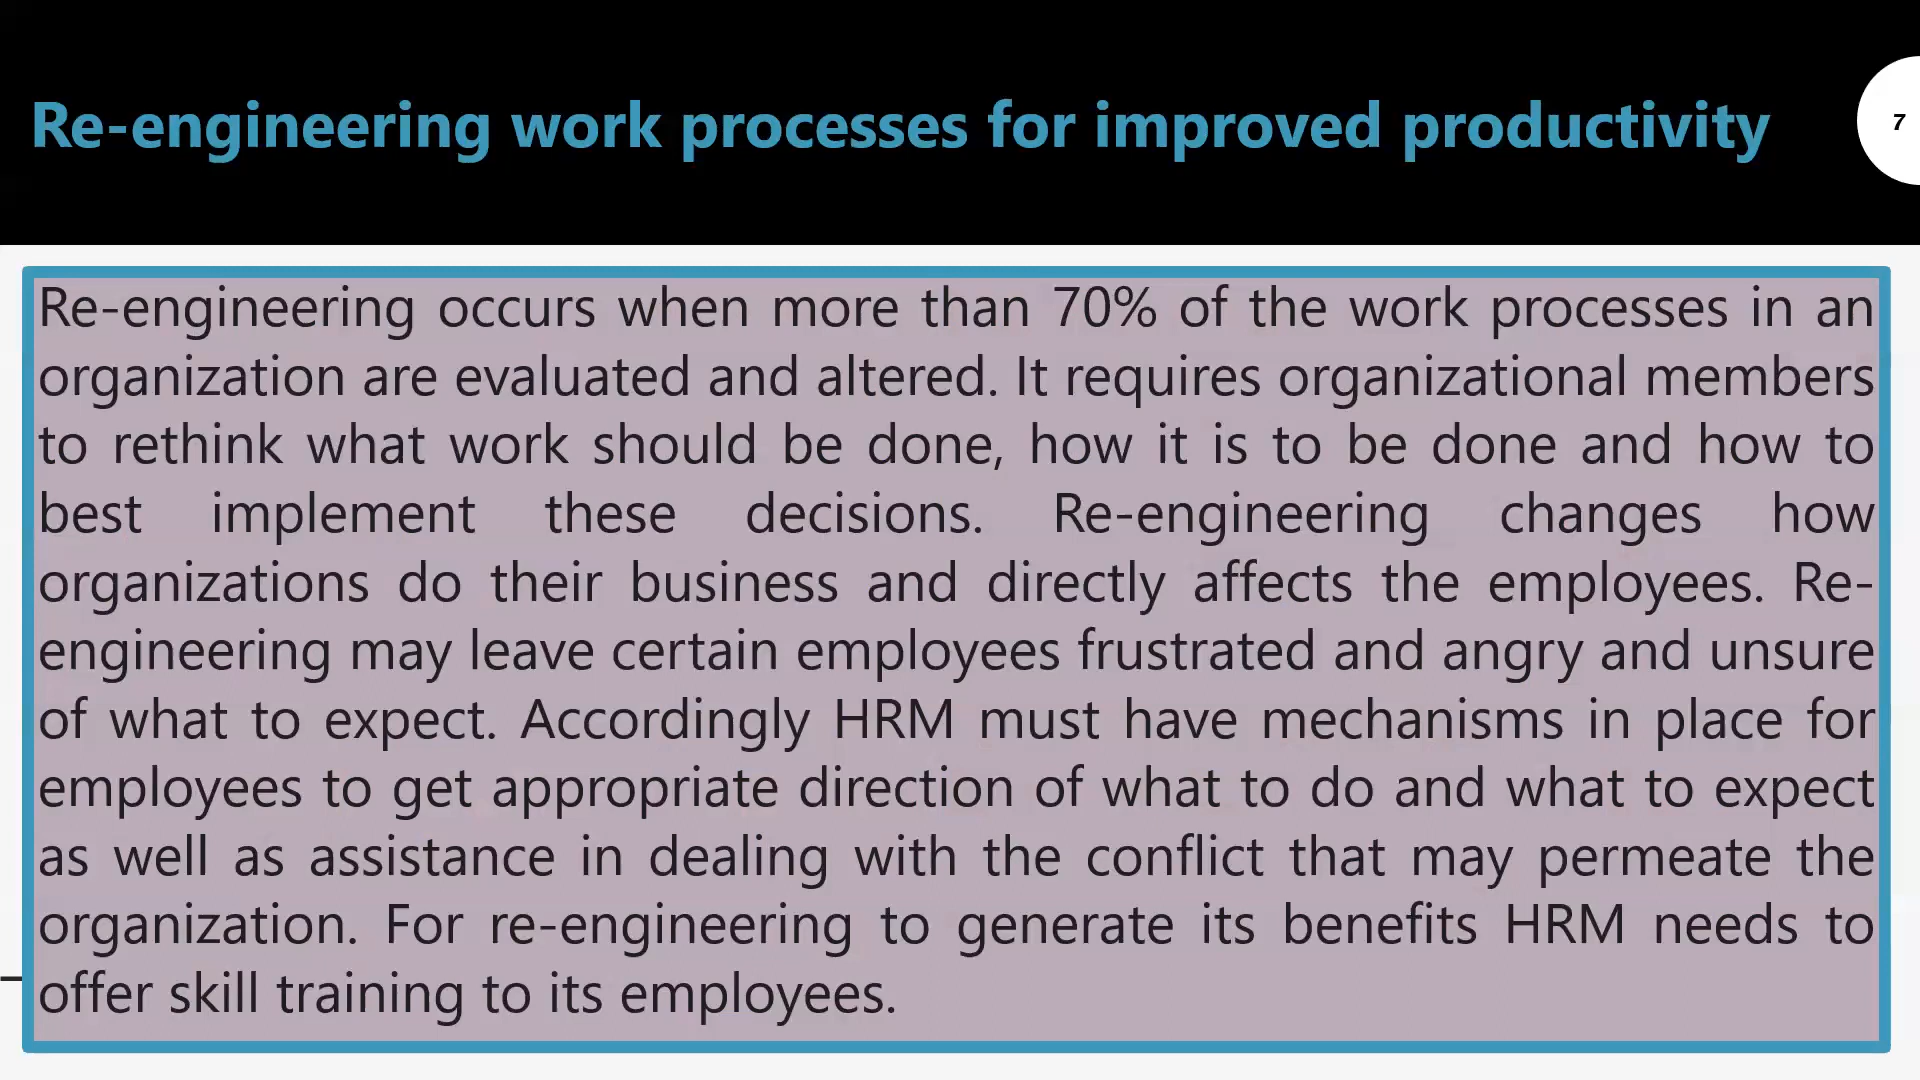 Re-engineering work processes for improved productivity
7
Re-engineering occurs when more than 70% of the work processes in an
organization are evaluated and altered. It requires organizational members
to rethink what work should be done, how it is to be done and how to
best implement these decisions. Re-engineering changes how
organizations do their business and directly affects the employees. Re-
engineering may leave certain employees frustrated and angry and unsure
of what to expect. Accordingly HRM must have mechanisms in place for
employees to get appropriate direction of what to do and what to expect
as well as assistance in dealing with the conflict that may permeate the
organization. For re-engineering to generate its benefits HRM needs to
offer skill training to its employees.